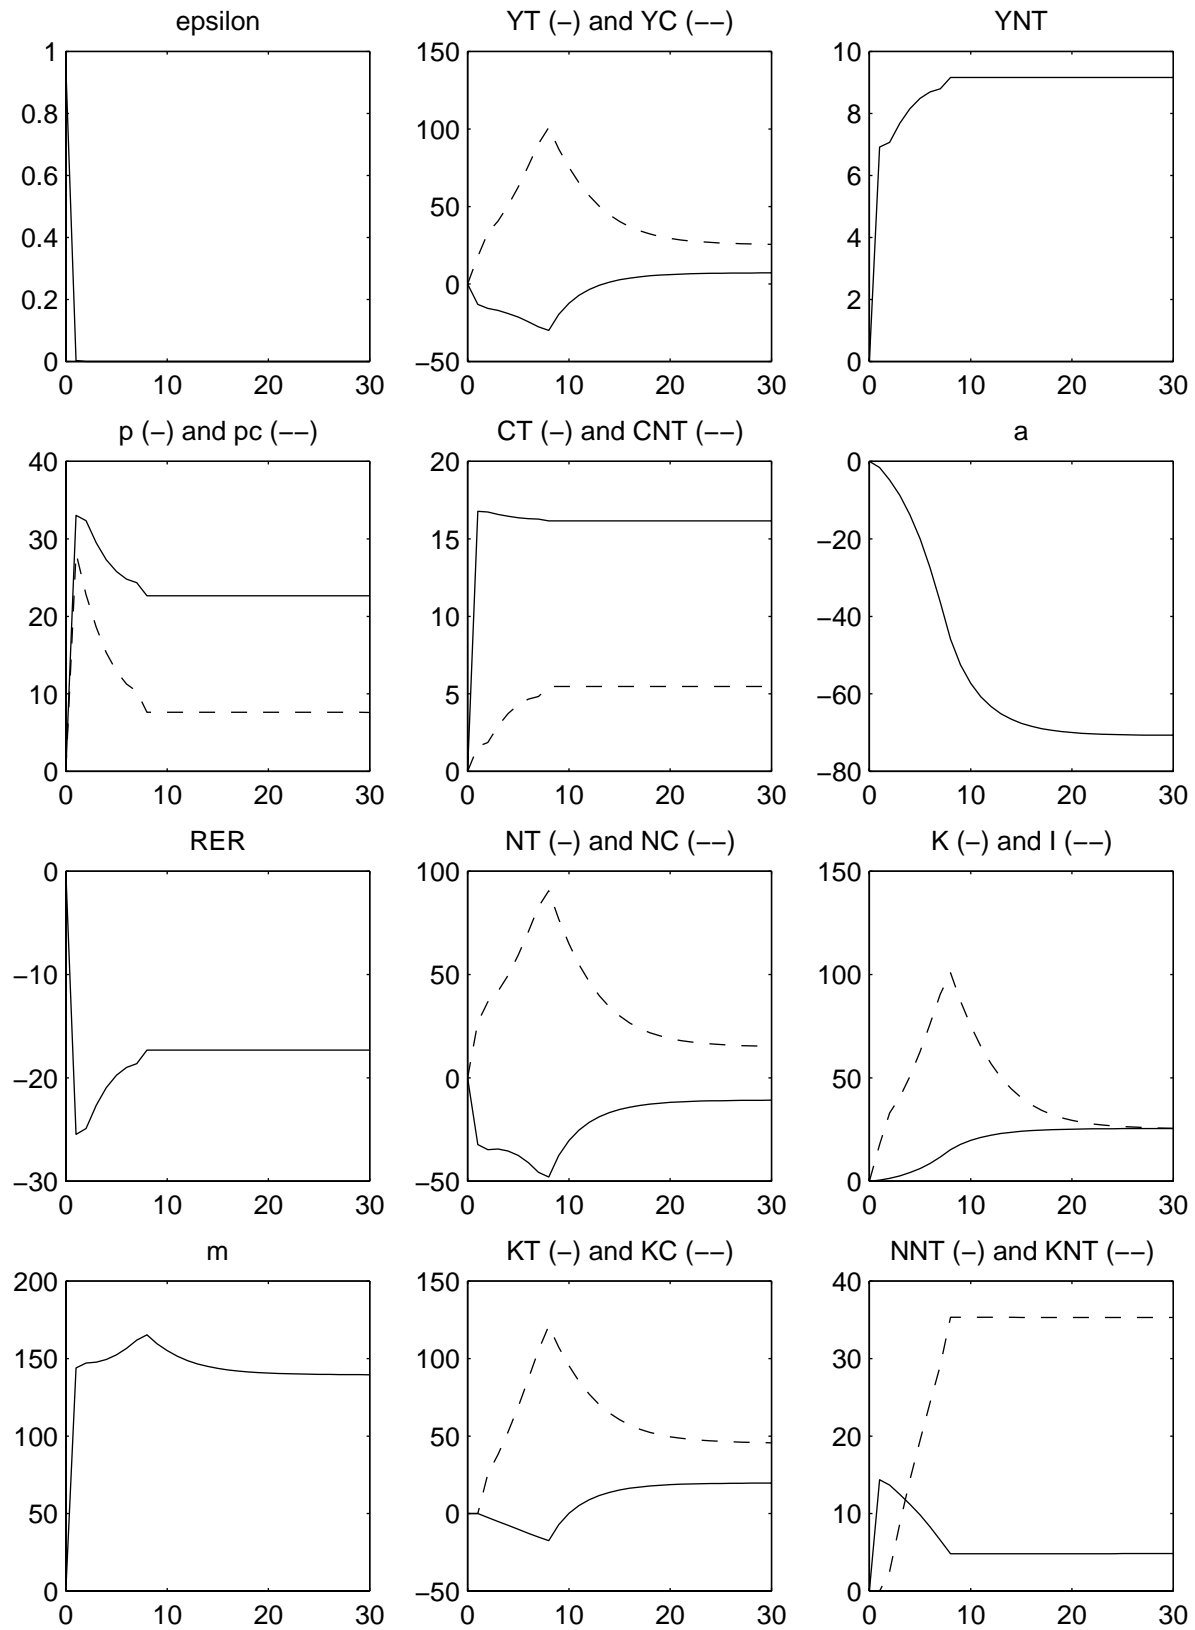 epsilon
1
0.8
0.6
0.4
0.2
0
0 10 20 30
YT (−) and YC (−−)
150
100
50
0
−50
0 10 20 30
YNT
10
8
6
4
2
0
0 10 20 30
p (−) and pc (−−)
40
30
20
10
0
0 10 20 30
CT (−) and CNT (−−)
20
15
10
5
0
0 10 20 30
a
0
−20
−40
−60
−80
0 10 20 30
RER
0
−10
−20
−30
0 10 20 30
NT (−) and NC (−−)
100
50
0
−50
0 10 20 30
K (−) and I (−−)
150
100
50
0
0 10 20 30
m
200
150
100
50
0
0 10 20 30
KT (−) and KC (−−)
150
100
50
0
−50
0 10 20 30
NNT (−) and KNT (−−)
40
30
20
10
0
0 10 20 30